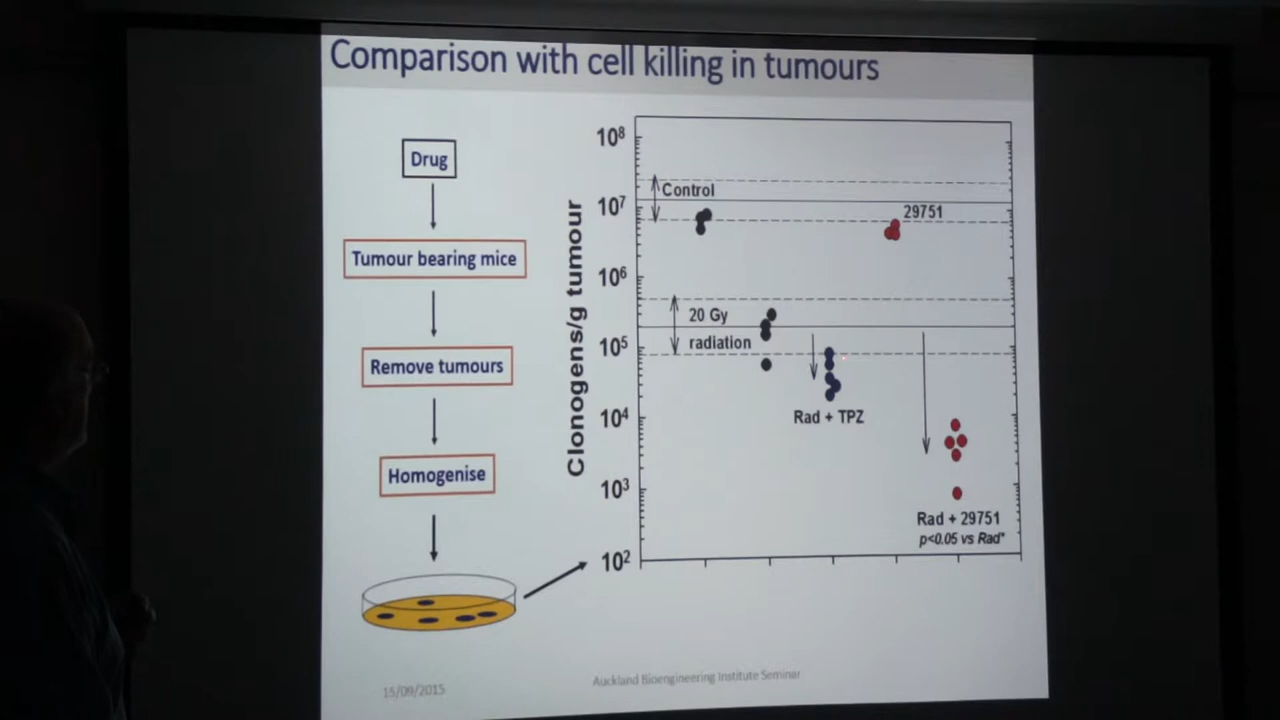 Comparison with cell killing in tumours
Drug
Tumour bearing mice
Remove tumours
Homogenise
Clonogens/g tumour
10⁸
10⁷
10⁶
10⁵
10⁴
10³
10²
Control
29751
20 Gy
radiation
Rad + TPZ
Rad + 29751
p<0.05 vs Rad*
15/09/2015
Auckland Bioengineering Institute Seminar